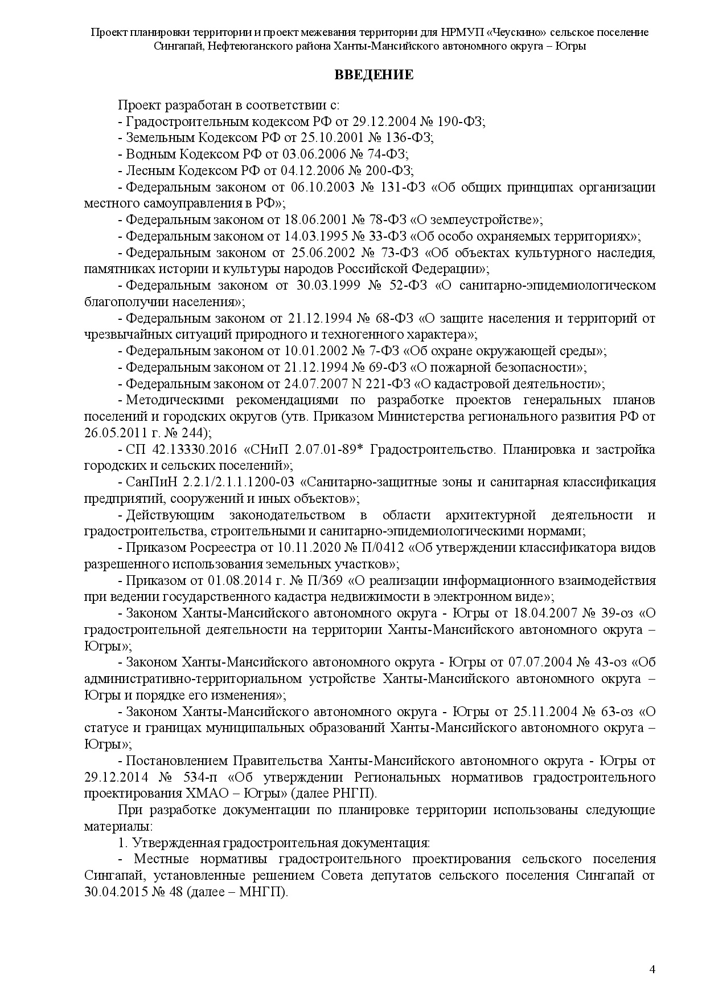 Проект планировки территории и проект межевания территории для НРМУП «Чеускино» сельское поселение
Сингапай, Нефтеюганского района Ханты-Мансийского автономного округа – Югры
ВВЕДЕНИЕ
Проект разработан в соответствии с:
- Градостроительным кодексом РФ от 29.12.2004 № 190-ФЗ;
- Земельным Кодексом РФ от 25.10.2001 № 136-ФЗ;
- Водным Кодексом РФ от 03.06.2006 № 74-ФЗ;
- Лесным Кодексом РФ от 04.12.2006 № 200-ФЗ;
- Федеральным законом от 06.10.2003 № 131-ФЗ «Об общих принципах организации
местного самоуправления в РФ»;
- Федеральным законом от 18.06.2001 № 78-ФЗ «О землеустройстве»;
- Федеральным законом от 14.03.1995 № 33-ФЗ «Об особо охраняемых территориях»;
- Федеральным законом от 25.06.2002 № 73-ФЗ «Об объектах культурного наследия,
памятниках истории и культуры народов Российской Федерации»;
- Федеральным законом от 30.03.1999 № 52-ФЗ «О санитарно-эпидемиологическом
благополучии населения»;
- Федеральным законом от 21.12.1994 № 68-ФЗ «О защите населения и территорий от
чрезвычайных ситуаций природного и техногенного характера»;
- Федеральным законом от 10.01.2002 № 7-ФЗ «Об охране окружающей среды»;
- Федеральным законом от 21.12.1994 № 69-ФЗ «О пожарной безопасности»;
- Федеральным законом от 24.07.2007 N 221-ФЗ «О кадастровой деятельности»;
- Методическими рекомендациями по разработке проектов генеральных планов
поселений и городских округов (утв. Приказом Министерства регионального развития РФ от
26.05.2011 г. № 244);
- СП 42.13330.2016 «СНиП 2.07.01-89* Градостроительство. Планировка и застройка
городских и сельских поселений»;
- СанПиН 2.2.1/2.1.1.1200-03 «Санитарно-защитные зоны и санитарная классификация
предприятий, сооружений и иных объектов»;
- Действующим законодательством в области архитектурной деятельности и
градостроительства, строительными и санитарно-эпидемиологическими нормами;
- Приказом Росреестра от 10.11.2020 № П/0412 «Об утверждении классификатора видов
разрешенного использования земельных участков»;
- Приказом от 01.08.2014 г. № П/369 «О реализации информационного взаимодействия
при ведении государственного кадастра недвижимости в электронном виде»;
- Законом Ханты-Мансийского автономного округа - Югры от 18.04.2007 № 39-оз «О
градостроительной деятельности на территории Ханты-Мансийского автономного округа –
Югры»;
- Законом Ханты-Мансийского автономного округа - Югры от 07.07.2004 № 43-оз «Об
административно-территориальном устройстве Ханты-Мансийского автономного округа –
Югры и порядке его изменения»;
- Законом Ханты-Мансийского автономного округа - Югры от 25.11.2004 № 63-оз «О
статусе и границах муниципальных образований Ханты-Мансийского автономного округа –
Югры»;
- Постановлением Правительства Ханты-Мансийского автономного округа - Югры от
29.12.2014 № 534-п «Об утверждении Региональных нормативов градостроительного
проектирования ХМАО – Югры» (далее РНГП).
При разработке документации по планировке территории использованы следующие
материалы:
1. Утвержденная градостроительная документация:
- Местные нормативы градостроительного проектирования сельского поселения
Сингапай, установленные решением Совета депутатов сельского поселения Сингапай от
30.04.2015 № 48 (далее – МНГП).
4